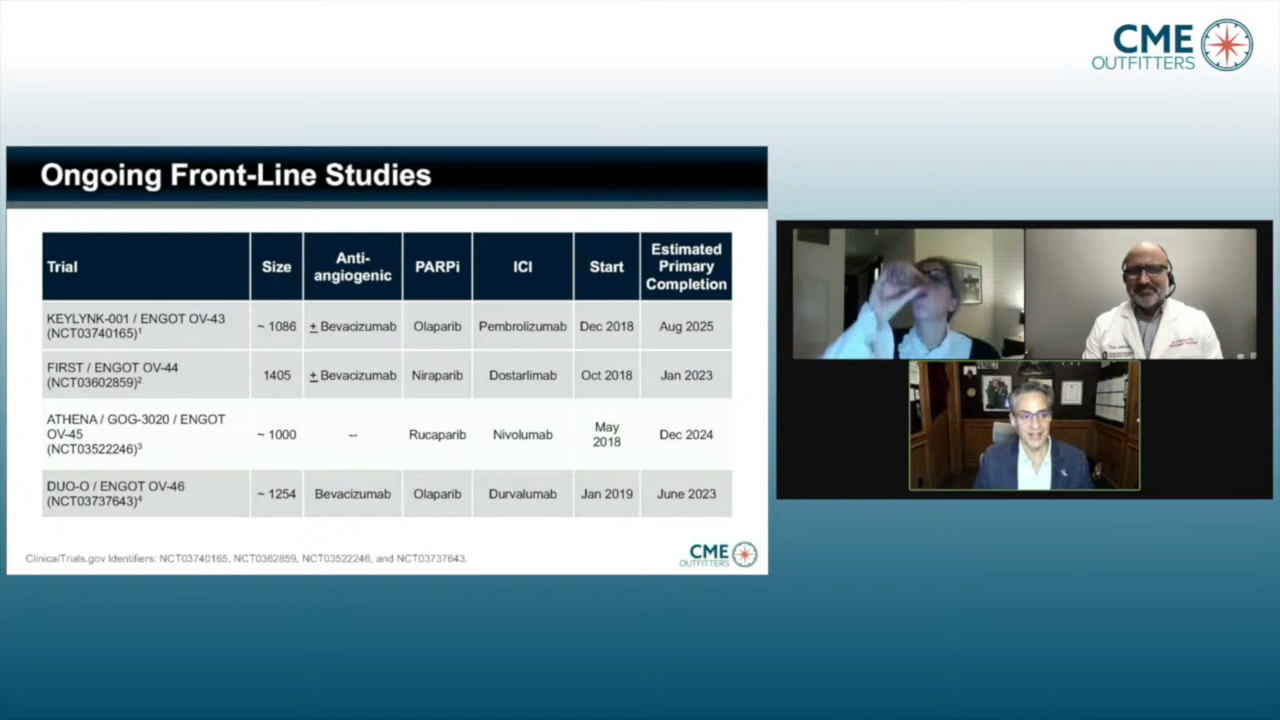 CME
OUTFITTERS
Ongoing Front-Line Studies
Trial Size Anti-angiogenic PARPi ICI Start Estimated Primary Completion
KEYLYNK-001 / ENGOT OV-43 (NCT03740165)¹ ~ 1086 ± Bevacizumab Olaparib Pembrolizumab Dec 2018 Aug 2025
FIRST / ENGOT OV-44 (NCT03602859)² 1405 ± Bevacizumab Niraparib Dostarlimab Oct 2018 Jan 2023
ATHENA / GOG-3020 / ENGOT OV-45 (NCT03522246)³ ~ 1000 -- Rucaparib Nivolumab May 2018 Dec 2024
DUO-O / ENGOT OV-46 (NCT03737643)⁴ ~ 1254 Bevacizumab Olaparib Durvalumab Jan 2019 June 2023
ClinicalTrials.gov Identifiers: NCT03740165, NCT0362859, NCT03522246, and NCT03737643.
CME
OUTFITTERS